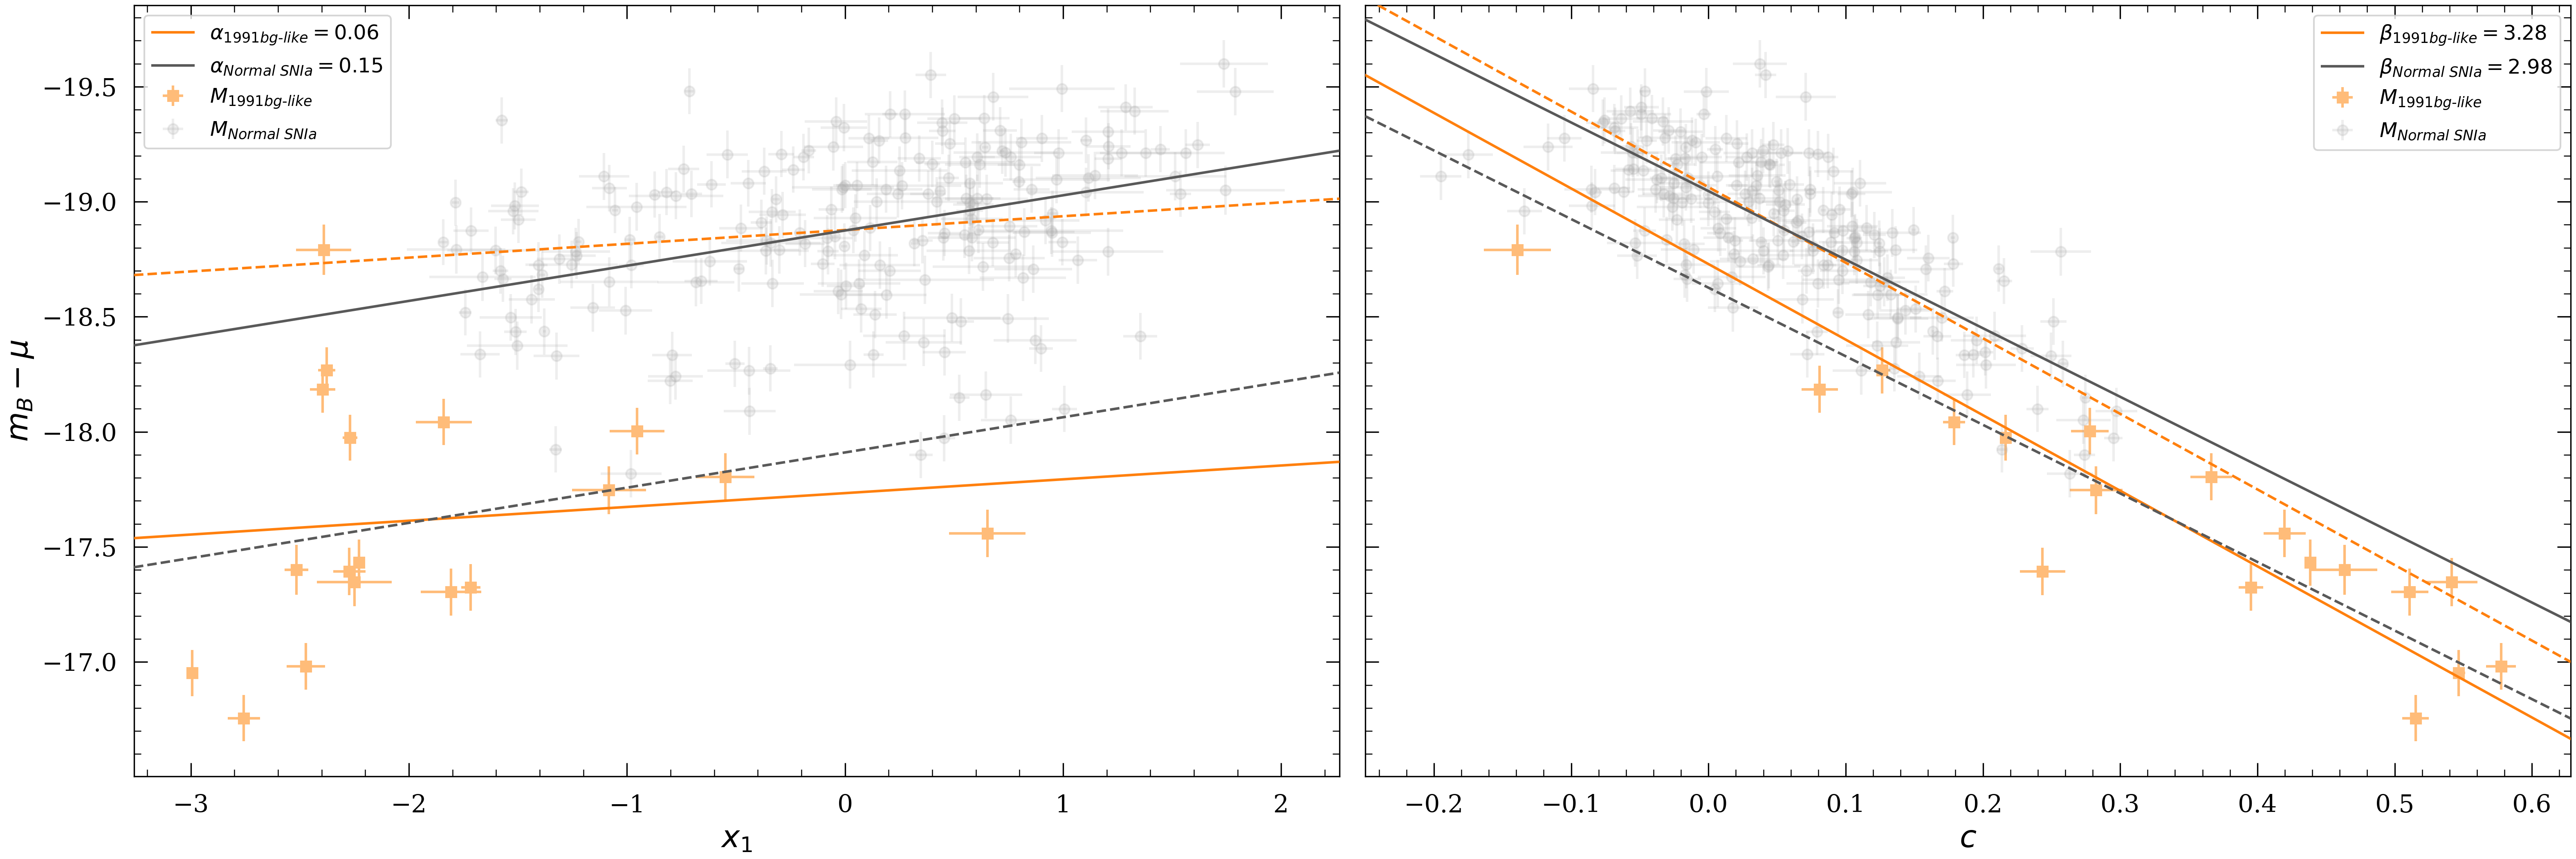 α1991bg-like = 0.06
αNormal SNIa = 0.15
M1991bg-like
MNormal SNIa
β1991bg-like = 3.28
βNormal SNIa = 2.98
M1991bg-like
MNormal SNIa
−19.5
−19.0
−18.5
−18.0
−17.5
−17.0
mB − μ
−3 −2 −1 0 1 2
−0.2 −0.1 0.0 0.1 0.2 0.3 0.4 0.5 0.6
x1
c